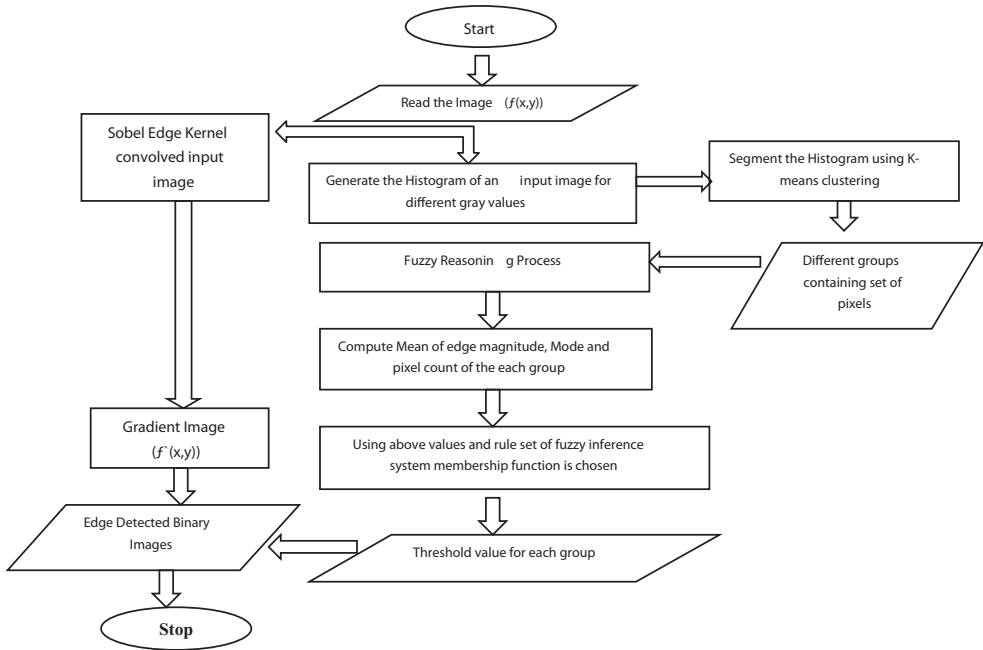 Start
Read the Image (ƒ(x,y))
Sobel Edge Kernel
convolved input
image
Generate the Histogram of an input image for
different gray values
Segment the Histogram using K-
means clustering
Different groups
containing set of
pixels
Fuzzy Reasonin g Process
Compute Mean of edge magnitude, Mode and
pixel count of the each group
Using above values and rule set of fuzzy inference
system membership function is chosen
Threshold value for each group
Gradient Image
(ƒ`(x,y))
Edge Detected Binary
Images
Stop